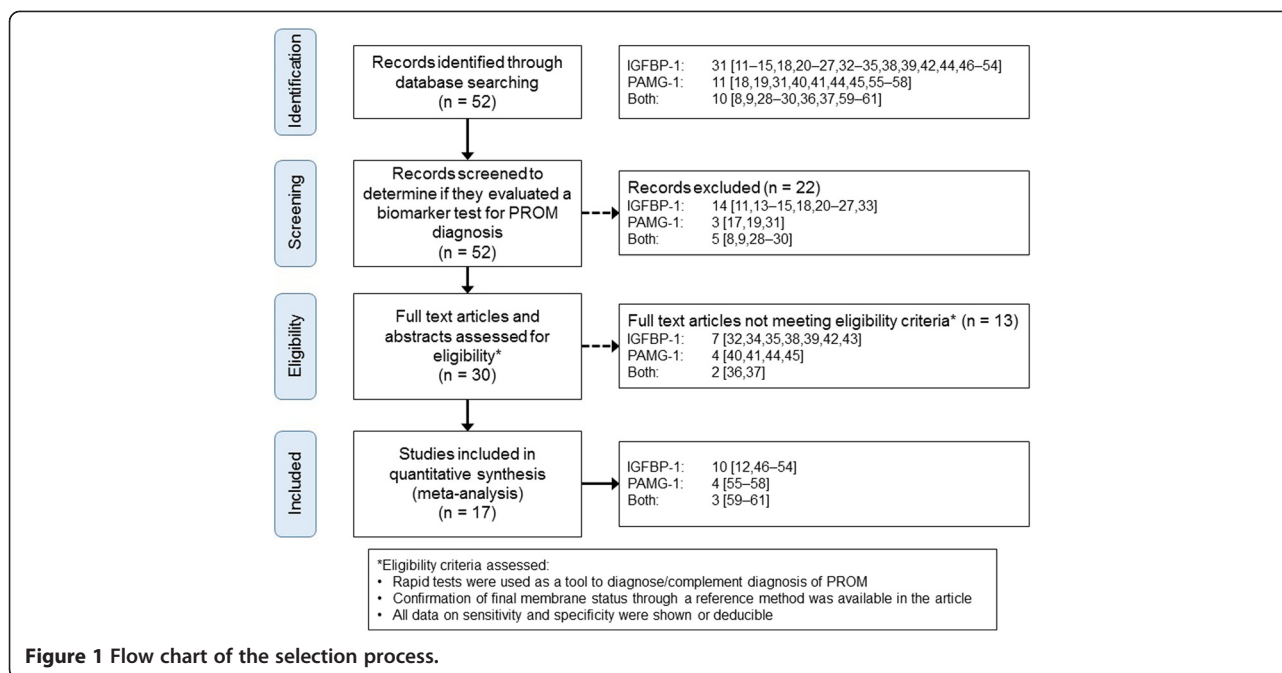 Identification
Records identified through
database searching
(n = 52)
IGFBP-1: 31 [11–15,18,20–27,32–35,38,39,42,44,46–54]
PAMG-1: 11 [18,19,31,40,41,44,45,55–58]
Both: 10 [8,9,28–30,36,37,59–61]
Screening
Records screened to
determine if they evaluated a
biomarker test for PROM
diagnosis
(n = 52)
Records excluded (n = 22)
IGFBP-1: 14 [11,13–15,18,20–27,33]
PAMG-1: 3 [17,19,31]
Both: 5 [8,9,28–30]
Eligibility
Full text articles and
abstracts assessed for
eligibility*
(n = 30)
Full text articles not meeting eligibility criteria* (n = 13)
IGFBP-1: 7 [32,34,35,38,39,42,43]
PAMG-1: 4 [40,41,44,45]
Both: 2 [36,37]
Included
Studies included in
quantitative synthesis
(meta-analysis)
(n = 17)
IGFBP-1: 10 [12,46–54]
PAMG-1: 4 [55–58]
Both: 3 [59–61]
*Eligibility criteria assessed:
• Rapid tests were used as a tool to diagnose/complement diagnosis of PROM
• Confirmation of final membrane status through a reference method was available in the article
• All data on sensitivity and specificity were shown or deducible
Figure 1 Flow chart of the selection process.